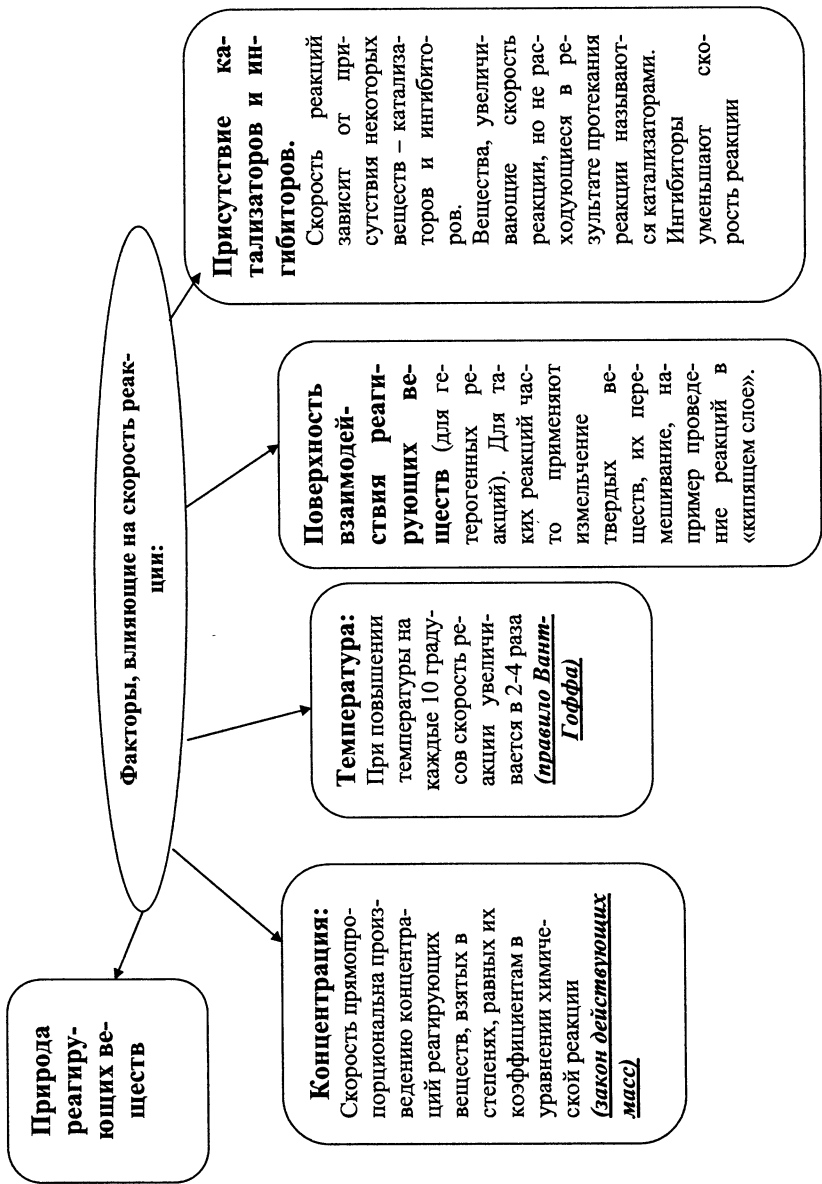 Факторы, влияющие на скорость реак-
ции:
Природа
реагиру-
ющих ве-
ществ
Концентрация:
Скорость прямопро-
порциональна произ-
ведению концентра-
ций реагирующих
веществ, взятых в
степенях, равных их
коэффициентам в
уравнении химиче-
ской реакции
(закон действующих
масс)
Температура:
При повышении
температуры на
каждые 10 граду-
сов скорость ре-
акции увеличи-
вается в 2-4 раза
(правило Вант-
Гоффа)
Поверхность
взаимодей-
ствия реаги-
рующих ве-
ществ (для ге-
терогенных ре-
акций). Для та-
ких реакций час-
то применяют
измельчение
твердых ве-
ществ, их пере-
мешивание, на-
пример проведе-
ние реакций в
«кипящем слое».
Присутствие ка-
тализаторов и ин-
гибиторов.
Скорость реакций
зависит от при-
сутствия некоторых
веществ – катализа-
торов и ингибито-
ров.
Вещества, увеличи-
вающие скорость
реакции, но не рас-
ходующиеся в ре-
зультате протекания
реакции называют-
ся катализаторами.
Ингибиторы
уменьшают ско-
рость реакции